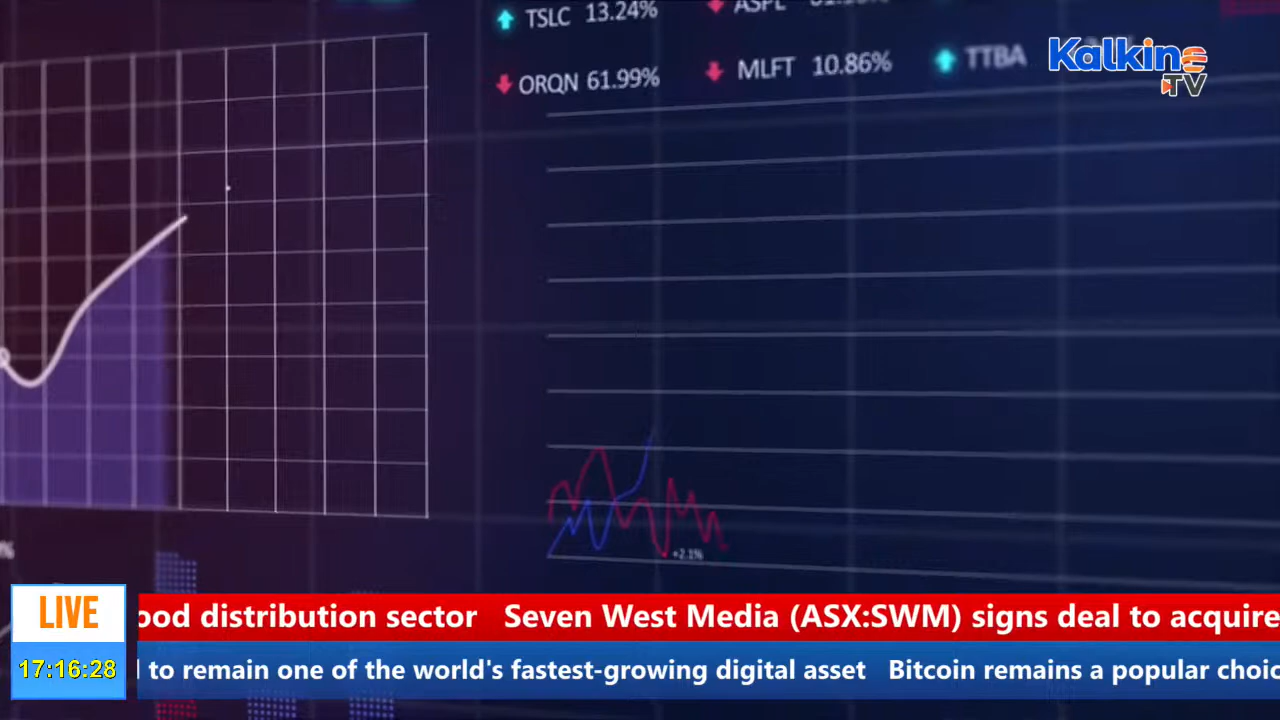 TSLC 13.24%
ORQN 61.99%
MLFT 10.86%
TTBA
Kalkine
TV
+2.1%
LIVE
17:16:28
ood distribution sector Seven West Media (ASX:SWM) signs deal to acquire
to remain one of the world's fastest-growing digital asset Bitcoin remains a popular choic